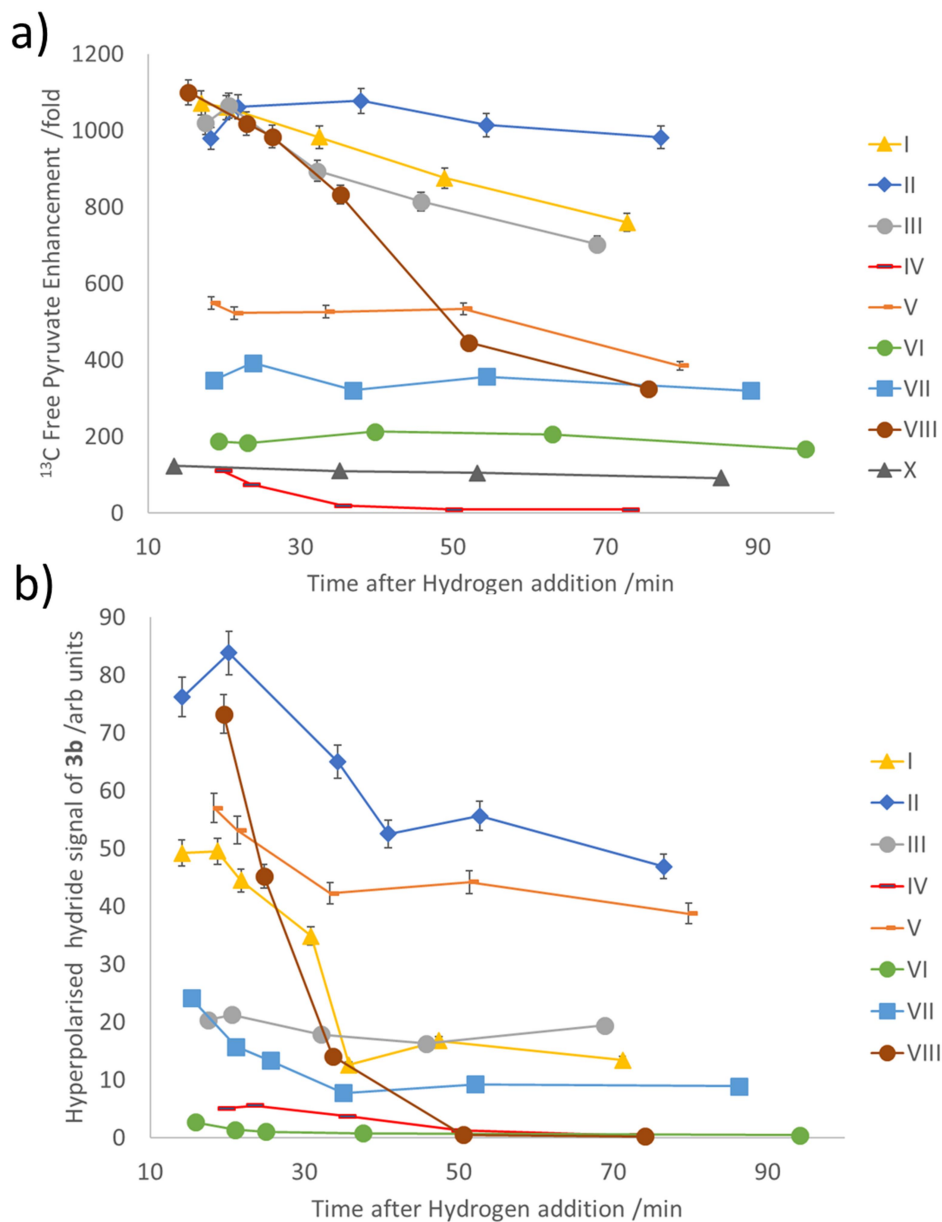 a)
¹³C Free Pyruvate Enhancement /fold
1200
1000
800
600
400
200
0
10
30
50
70
90
Time after Hydrogen addition /min
I
II
III
IV
V
VI
VII
VIII
X
b)
Hyperpolarised hydride signal of 3b /arb units
90
80
70
60
50
40
30
20
10
0
10
30
50
70
90
Time after Hydrogen addition /min
I
II
III
IV
V
VI
VII
VIII